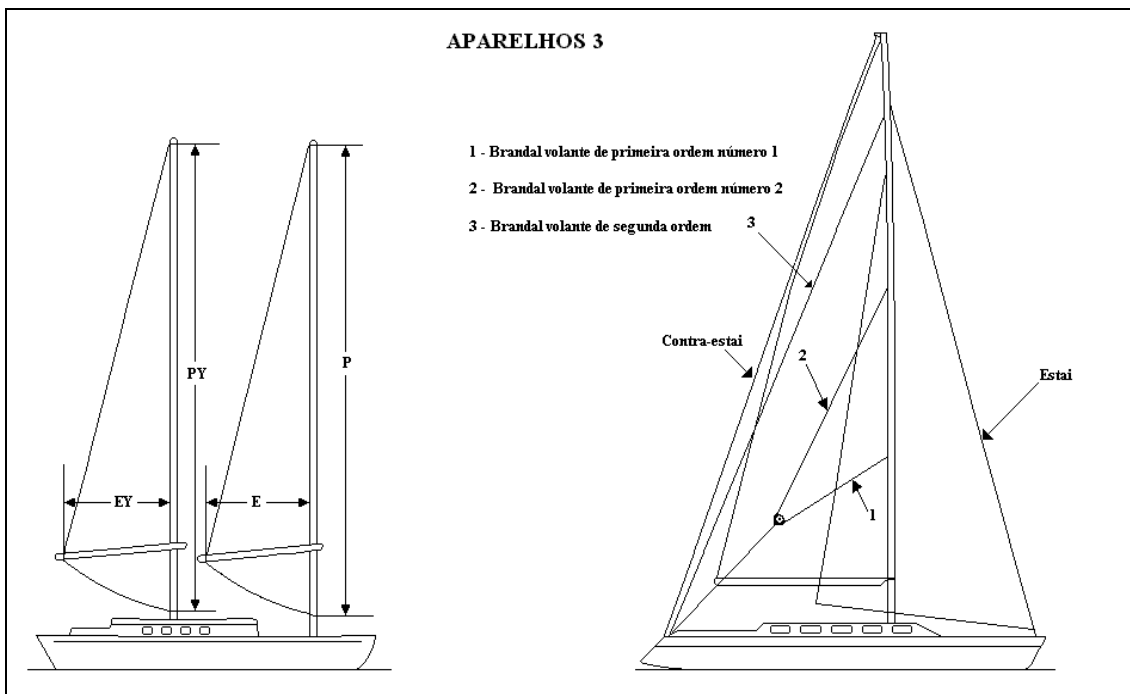 APARELHOS 3
1 - Brandal volante de primeira ordem número 1
2 - Brandal volante de primeira ordem número 2
3 - Brandal volante de segunda ordem
3
Contra-estai
2
Estai
1
PY
P
EY
E